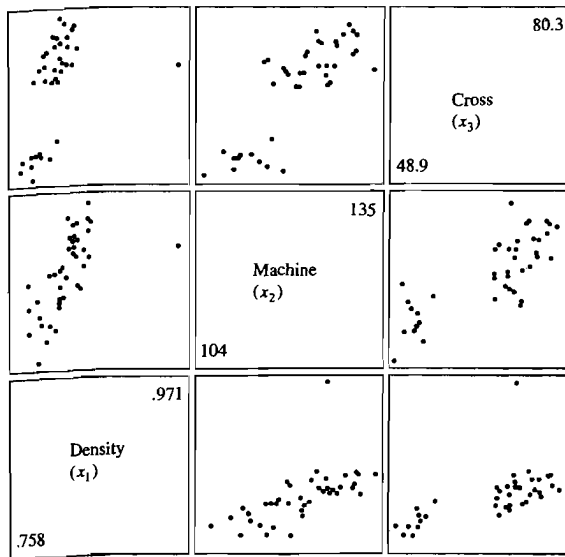 80.3
Cross
(x₃)
48.9
135
Machine
(x₂)
104
.971
Density
(x₁)
.758